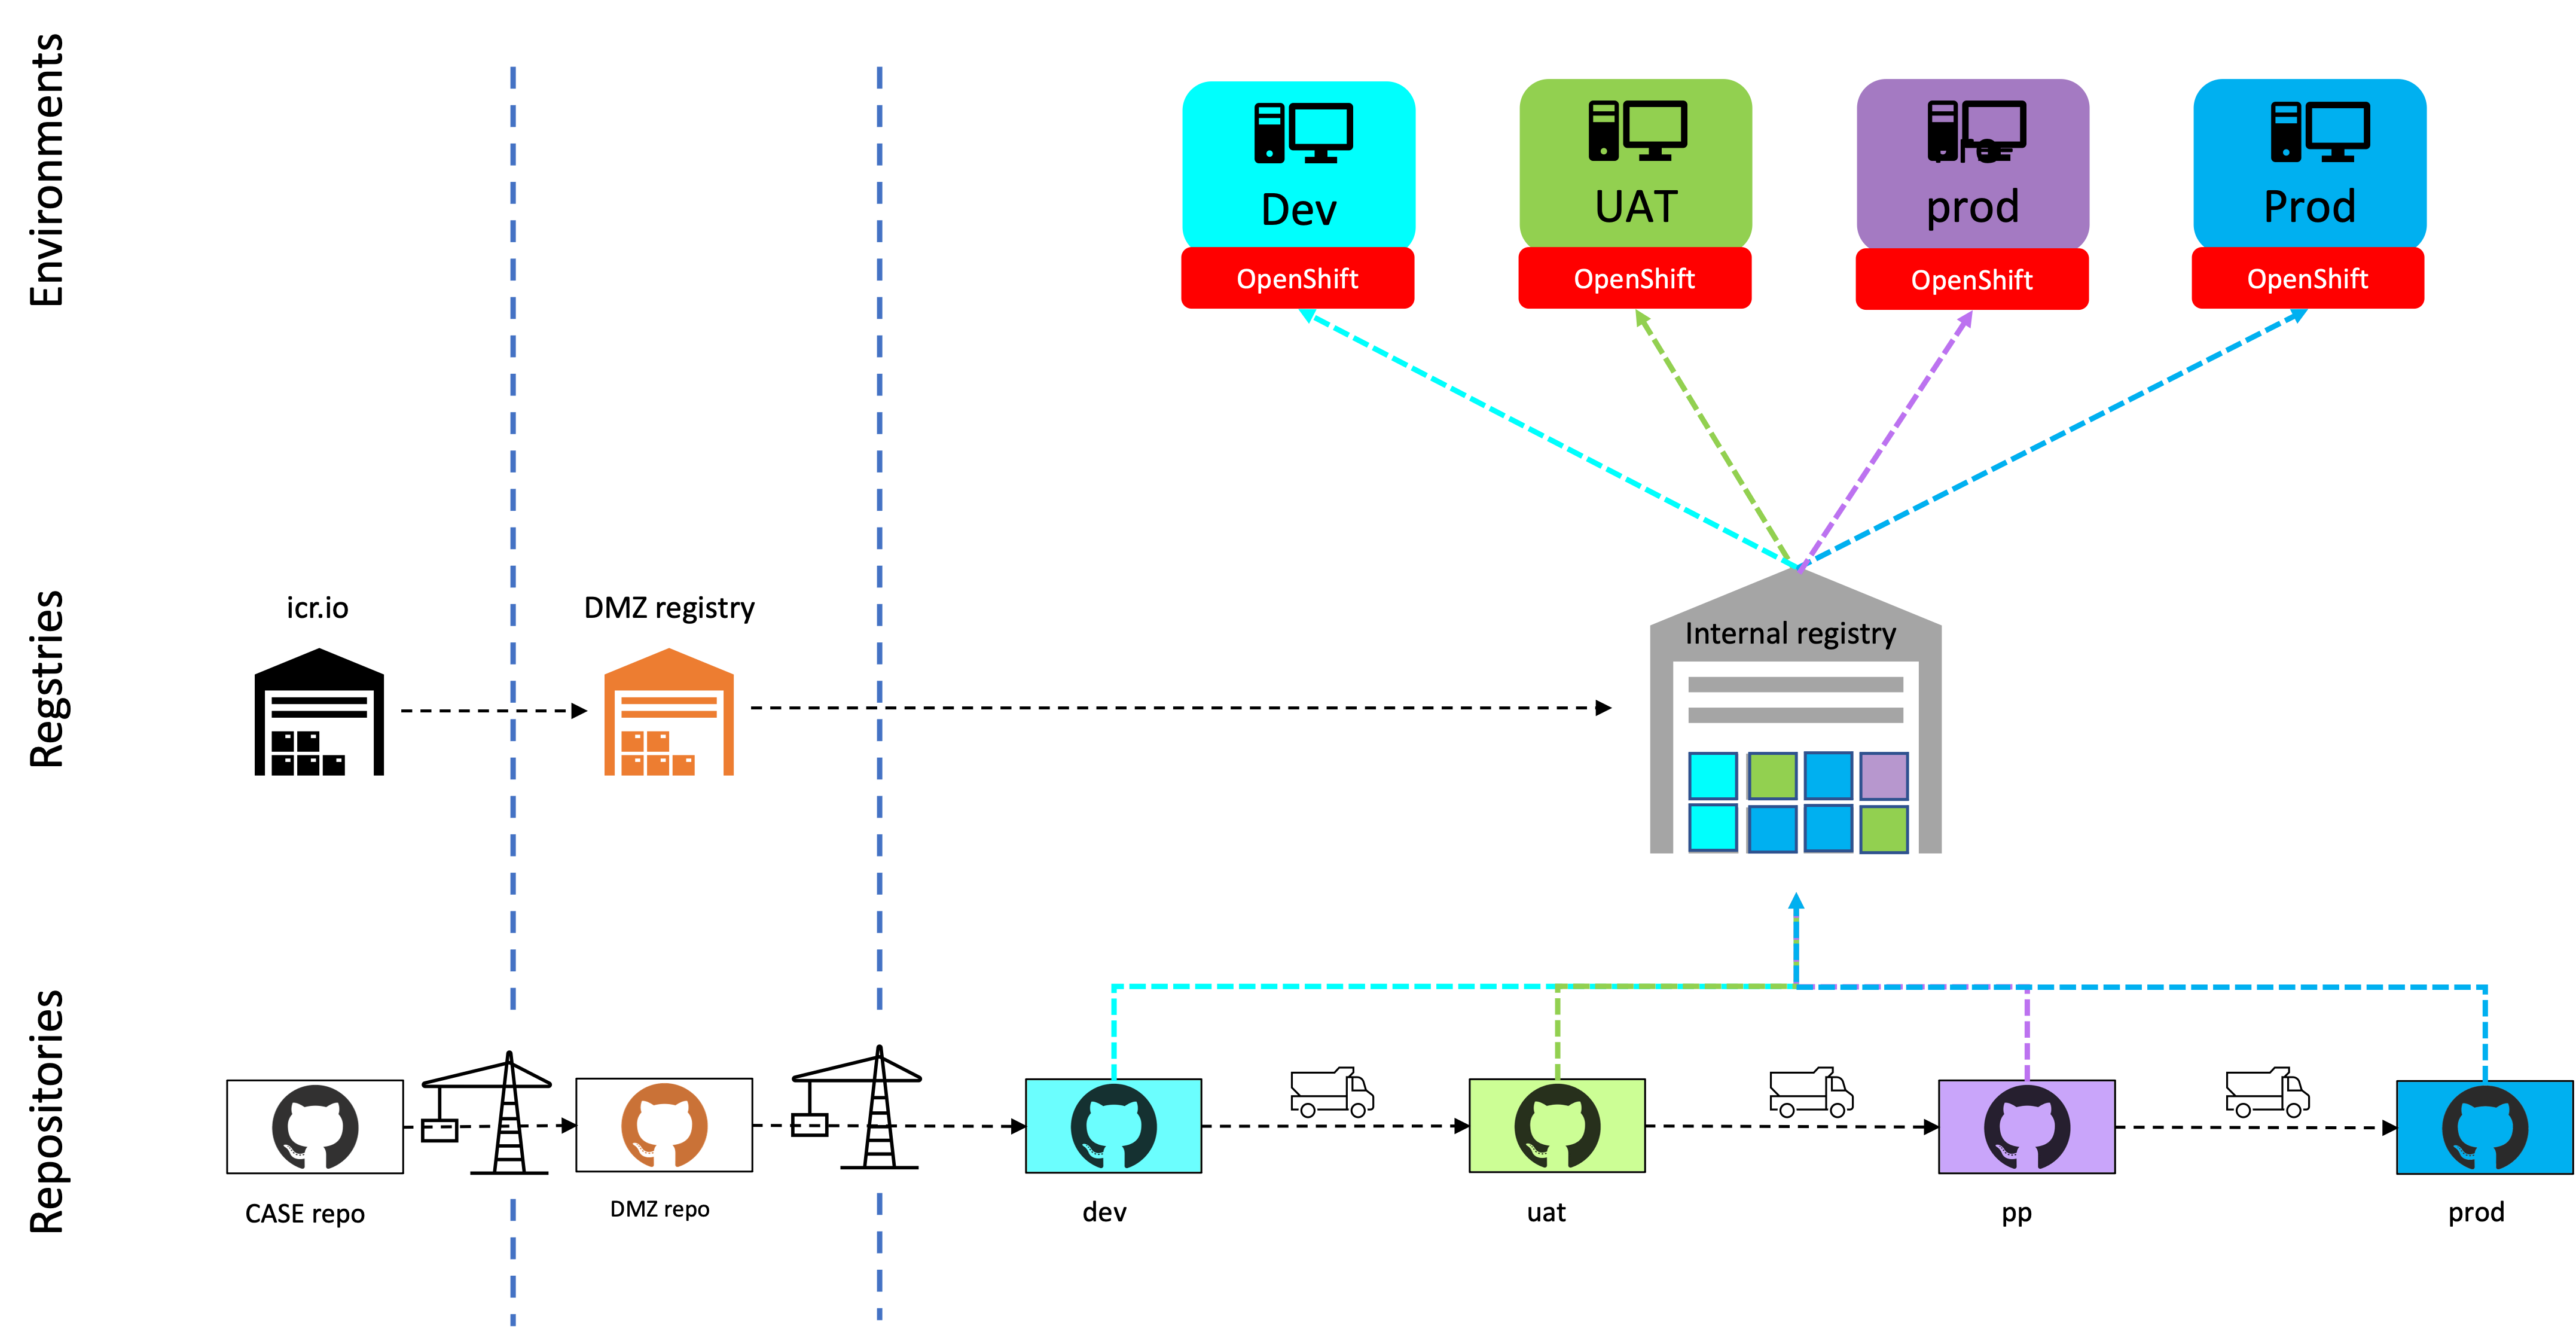 Environments
Dev
UAT
prod
Prod
OpenShift
OpenShift
OpenShift
OpenShift
Regstries
icr.io
DMZ registry
Internal registry
Repositories
CASE repo
DMZ repo
dev
uat
pp
prod